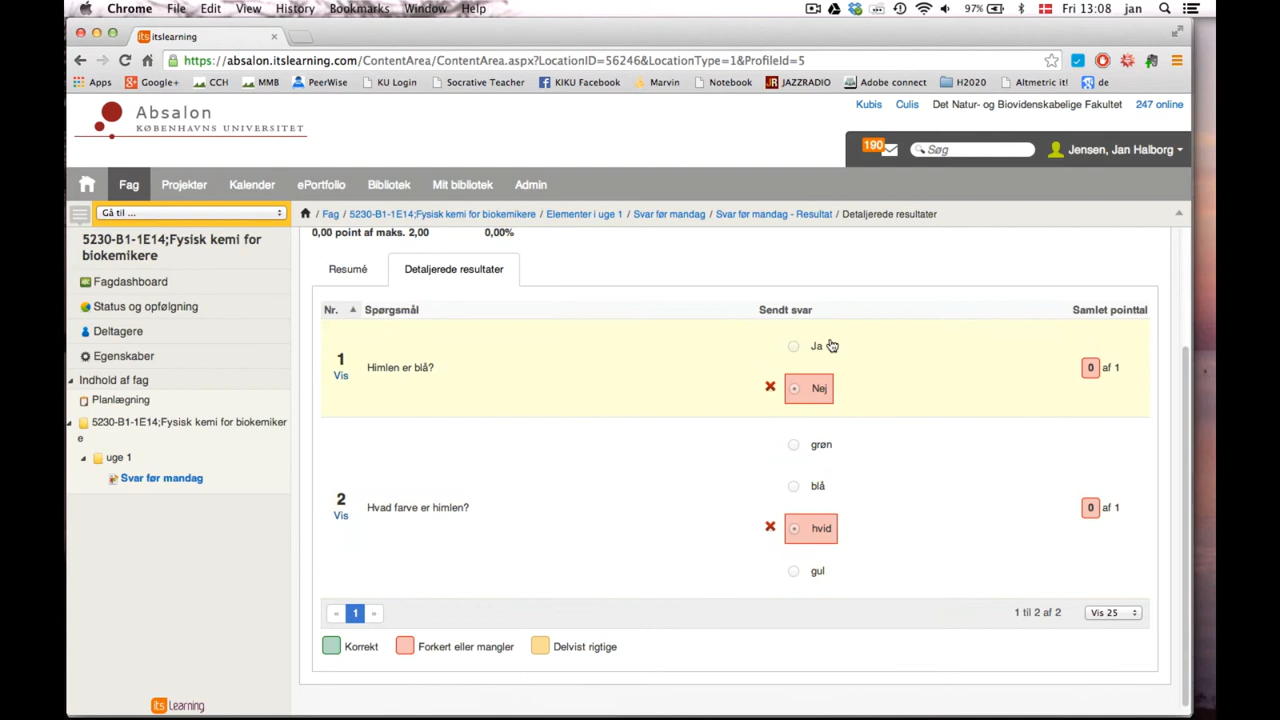 Chrome File Edit View History Bookmarks Window Help 97% Fri 13:08 jan
its itslearning
https://absalon.itslearning.com/ContentArea/ContentArea.aspx?LocationID=56246&LocationType=1&ProfileId=5
Apps Google+ CCH MMB PeerWise KU Login Socrative Teacher KIKU Facebook Marvin Notebook JAZZRADIO Adobe connect H2020 Altmetric it! de
Absalon
KØBENHAVNS UNIVERSITET
Kubis Culis Det Natur- og Biovidenskabelige Fakultet 247 online
190 Søg Jensen, Jan Halborg
Fag Projekter Kalender ePortfolio Bibliotek Mit bibliotek Admin
Gå til ...
/ Fag / 5230-B1-1E14;Fysisk kemi for biokemikere / Elementer i uge 1 / Svar før mandag / Svar før mandag - Resultat / Detaljerede resultater
5230-B1-1E14;Fysisk kemi for
biokemikere
Fagdashboard
Status og opfølgning
Deltagere
Egenskaber
Indhold af fag
Planlægning
5230-B1-1E14;Fysisk kemi for biokemiker
e
uge 1
Svar før mandag
0,00 point af maks. 2,00 0,00%
Resumé Detaljerede resultater
Nr. Spørgsmål Sendt svar Samlet pointtal
1
Vis
Himlen er blå?
Ja
Nej
0 af 1
2
Vis
Hvad farve er himlen?
grøn
blå
hvid
gul
0 af 1
« 1 » 1 til 2 af 2 Vis 25
Korrekt Forkert eller mangler Delvist rigtige
its Learning